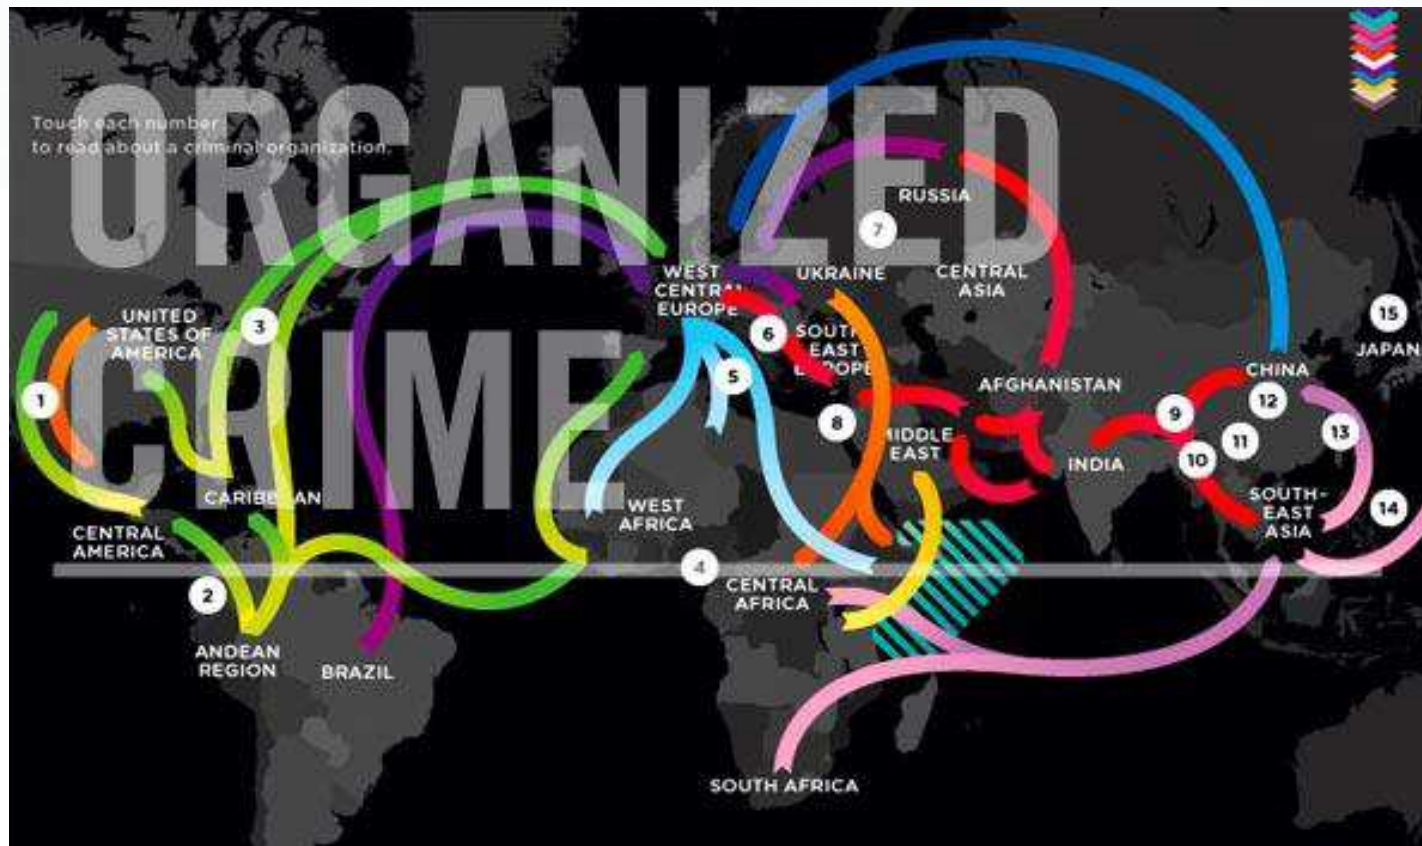 ORGANIZED
CRIME
Touch each number
to read about a criminal organization.
RUSSIA
7
WEST
CENTRAL
EUROPE
UKRAINE
CENTRAL
ASIA
UNITED
STATES OF
AMERICA
3
6
SOUTH
EAST
EUROPE
15
JAPAN
1
5
AFGHANISTAN
CHINA
12
8
9
MIDDLE
EAST
INDIA
10
11
13
CARIBBEAN
WEST
AFRICA
SOUTH-
EAST
ASIA
14
CENTRAL
AMERICA
4
2
CENTRAL
AFRICA
ANDEAN
REGION
BRAZIL
SOUTH AFRICA